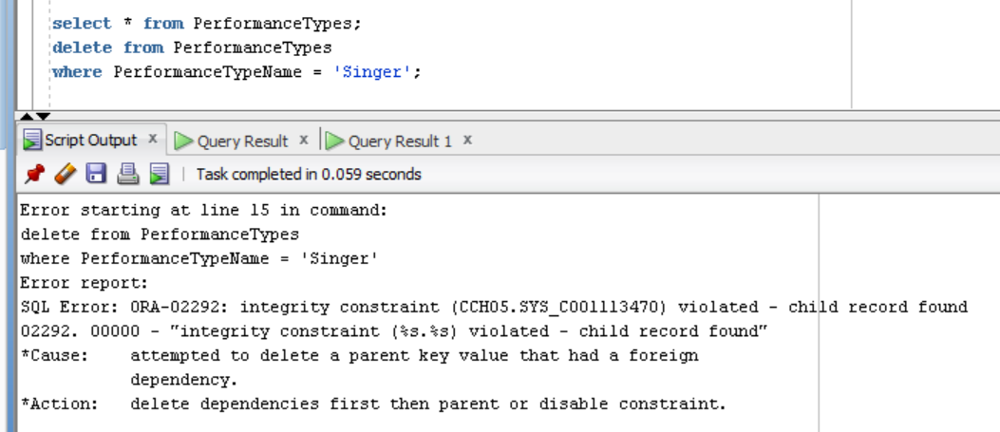 select * from PerformanceTypes;
delete from PerformanceTypes
where PerformanceTypeName = 'Singer';
Script Output x Query Result x Query Result 1 x
Task completed in 0.059 seconds
Error starting at line 15 in command:
delete from PerformanceTypes
where PerformanceTypeName = 'Singer'
Error report:
SQL Error: ORA-02292: integrity constraint (CCH05.SYS_C001113470) violated - child record found
02292. 00000 - "integrity constraint (%s.%s) violated - child record found"
*Cause: attempted to delete a parent key value that had a foreign
dependency.
*Action: delete dependencies first then parent or disable constraint.